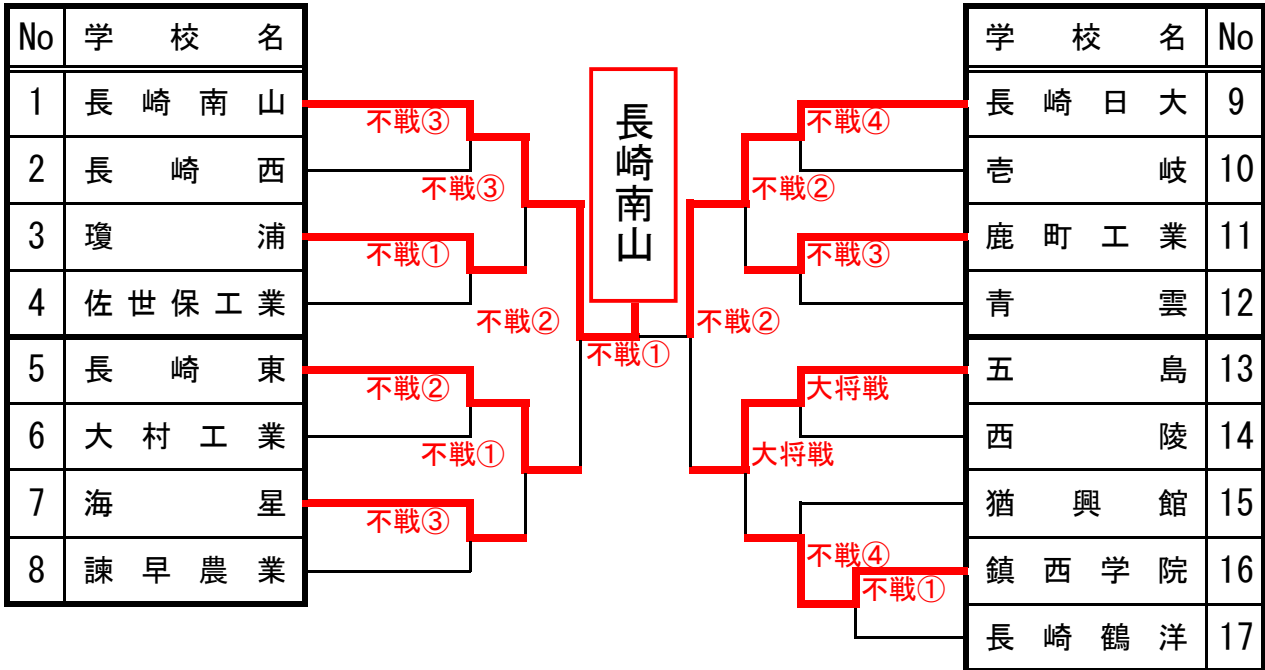 No 学校名
1 長崎南山
2 長崎西
3 瓊浦
4 佐世保工業
5 長崎東
6 大村工業
7 海星
8 諫早農業
不戦③
不戦③
不戦①
不戦②
不戦②
不戦①
不戦③
長崎南山
不戦①
不戦④
不戦②
不戦③
不戦②
大将戦
大将戦
不戦④
不戦①
学校名 No
長崎日大 9
壱岐 10
鹿町工業 11
青雲 12
五島 13
西陵 14
猶興館 15
鎮西学院 16
長崎鶴洋 17